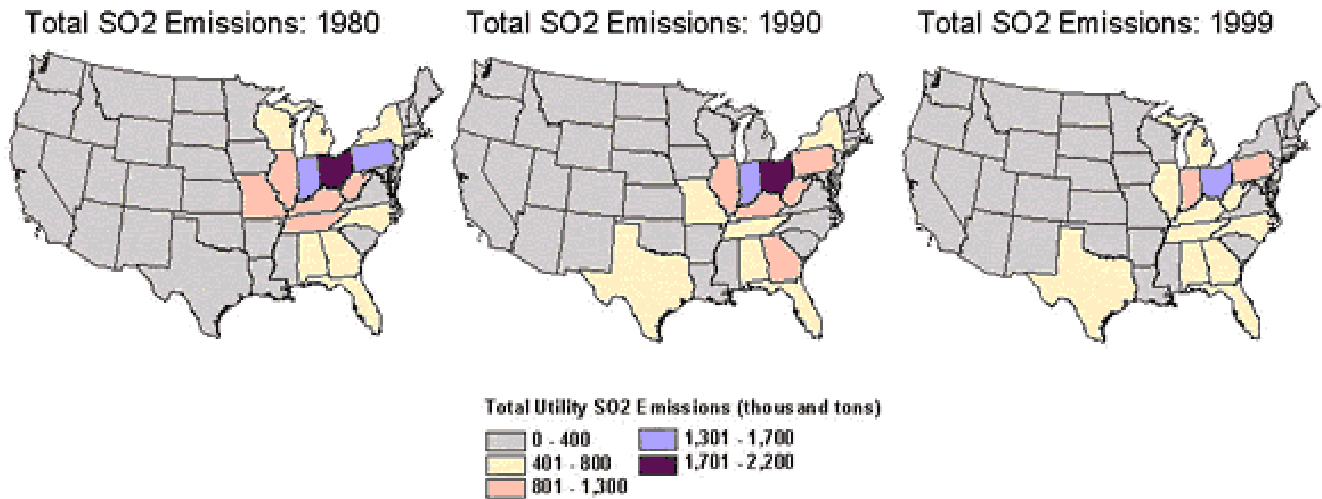 Total SO2 Emissions: 1980
Total SO2 Emissions: 1990
Total SO2 Emissions: 1999
Total Utility SO2 Emissions (thousand tons)
0 - 400
401 - 800
801 - 1,300
1,301 - 1,700
1,701 - 2,200